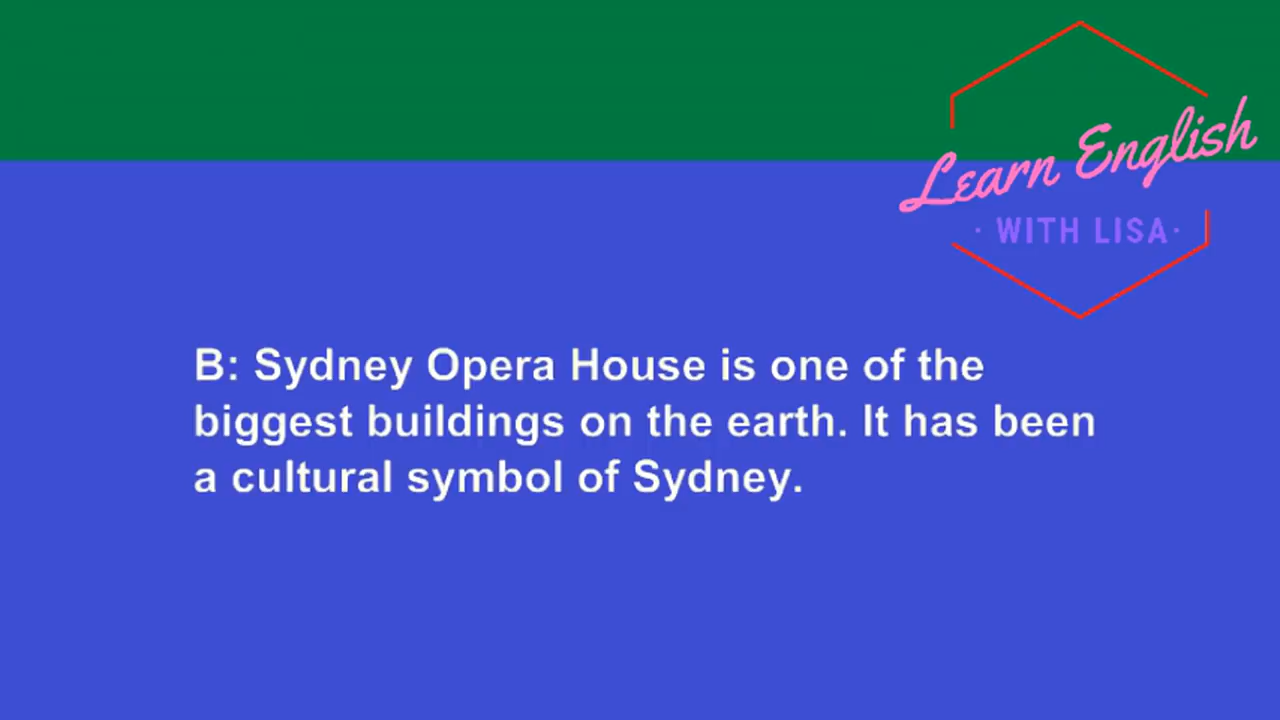 Learn English
· WITH LISA·
B: Sydney Opera House is one of the
biggest buildings on the earth. It has been
a cultural symbol of Sydney.